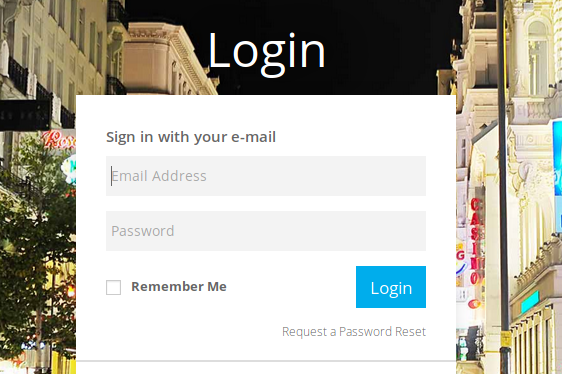 Login
Sign in with your e-mail
Email Address
Password
Remember Me
Login
Request a Password Reset
CASINO